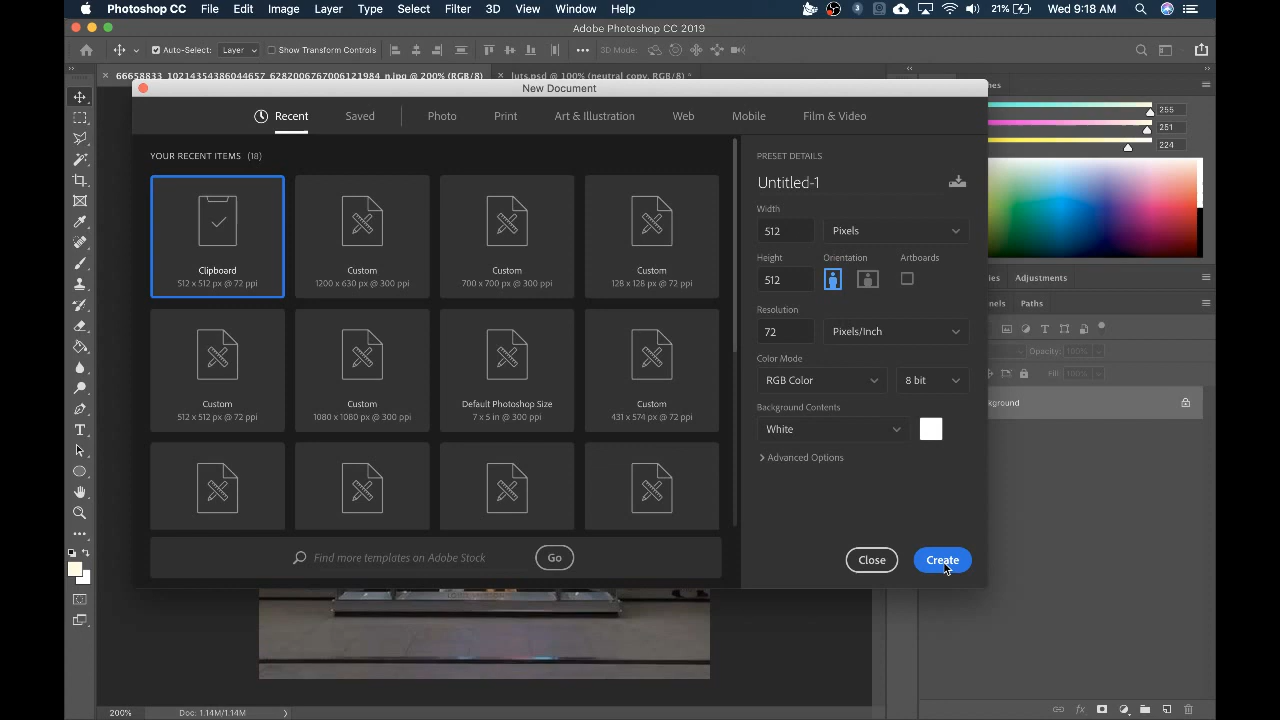 Photoshop CC File Edit Image Layer Type Select Filter 3D View Window Help 21% Wed 9:18 AM
Adobe Photoshop CC 2019
Auto-Select: Layer Show Transform Controls 3D Mode:
66658833_10214354386044657_6282006767006121984_n.jpg @ 200% (RGB/8) luts.psd @ 100% (neutral copy, RGB/8) *
New Document
Recent Saved Photo Print Art & Illustration Web Mobile Film & Video
YOUR RECENT ITEMS (18)
Clipboard
512 x 512 px @ 72 ppi
Custom
1200 x 630 px @ 300 ppi
Custom
700 x 700 px @ 300 ppi
Custom
128 x 128 px @ 72 ppi
Custom
512 x 512 px @ 72 ppi
Custom
1080 x 1080 px @ 300 ppi
Default Photoshop Size
7 x 5 in @ 300 ppi
Custom
431 x 574 px @ 72 ppi
Find more templates on Adobe Stock Go
PRESET DETAILS
Untitled-1
Width
512 Pixels
Height Orientation Artboards
512
Resolution
72 Pixels/Inch
Color Mode
RGB Color 8 bit
Background Contents
White
Advanced Options
Close Create
ches
255
251
224
ies Adjustments
nels Paths
Opacity: 100%
Fill: 100%
kground
200% Doc: 1.14M/1.14M